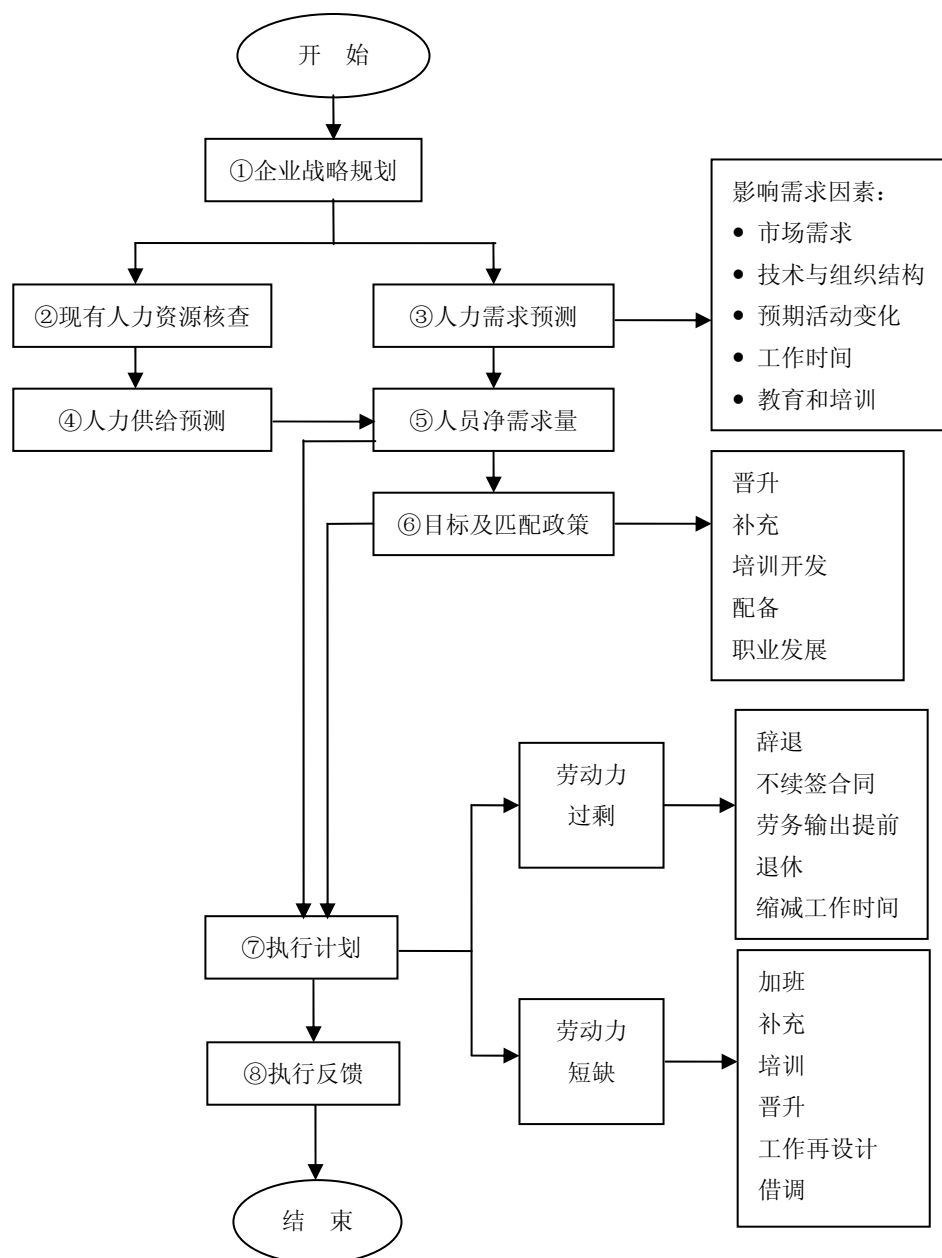 开 始
①企业战略规划
影响需求因素：
• 市场需求
• 技术与组织结构
• 预期活动变化
• 工作时间
• 教育和培训
②现有人力资源核查
③人力需求预测
④人力供给预测
⑤人员净需求量
⑥目标及匹配政策
晋升
补充
培训开发
配备
职业发展
劳动力
过剩
辞退
不续签合同
劳务输出提前
退休
缩减工作时间
⑦执行计划
劳动力
短缺
加班
补充
培训
晋升
工作再设计
借调
⑧执行反馈
结 束